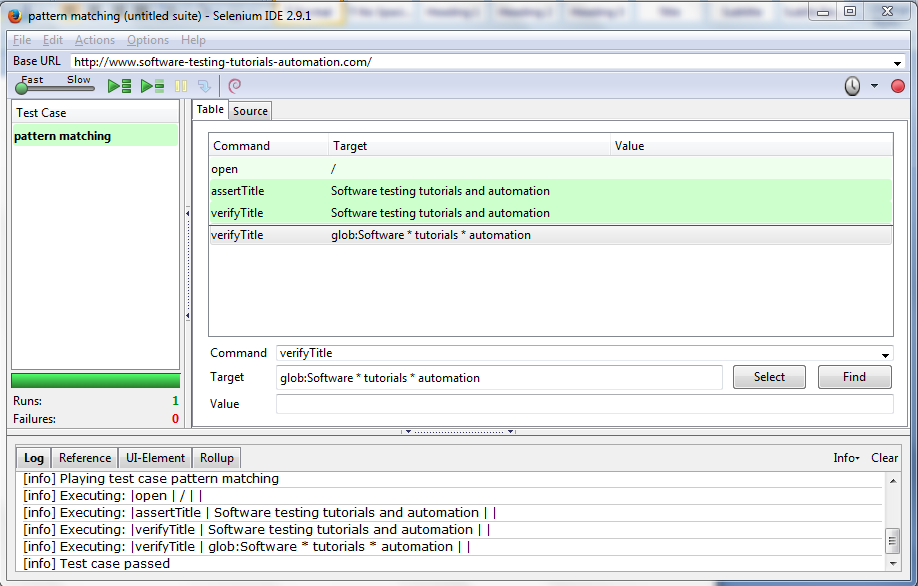 pattern matching (untitled suite) - Selenium IDE 2.9.1
File Edit Actions Options Help
Base URL http://www.software-testing-tutorials-automation.com/
Fast Slow
Test Case
pattern matching
Table Source
Command Target Value
open /
assertTitle Software testing tutorials and automation
verifyTitle Software testing tutorials and automation
verifyTitle glob:Software * tutorials * automation
Command verifyTitle
Target glob:Software * tutorials * automation Select Find
Value
Runs: 1
Failures: 0
Log Reference UI-Element Rollup Info Clear
[info] Playing test case pattern matching
[info] Executing: |open | / | |
[info] Executing: |assertTitle | Software testing tutorials and automation | |
[info] Executing: |verifyTitle | Software testing tutorials and automation | |
[info] Executing: |verifyTitle | glob:Software * tutorials * automation | |
[info] Test case passed